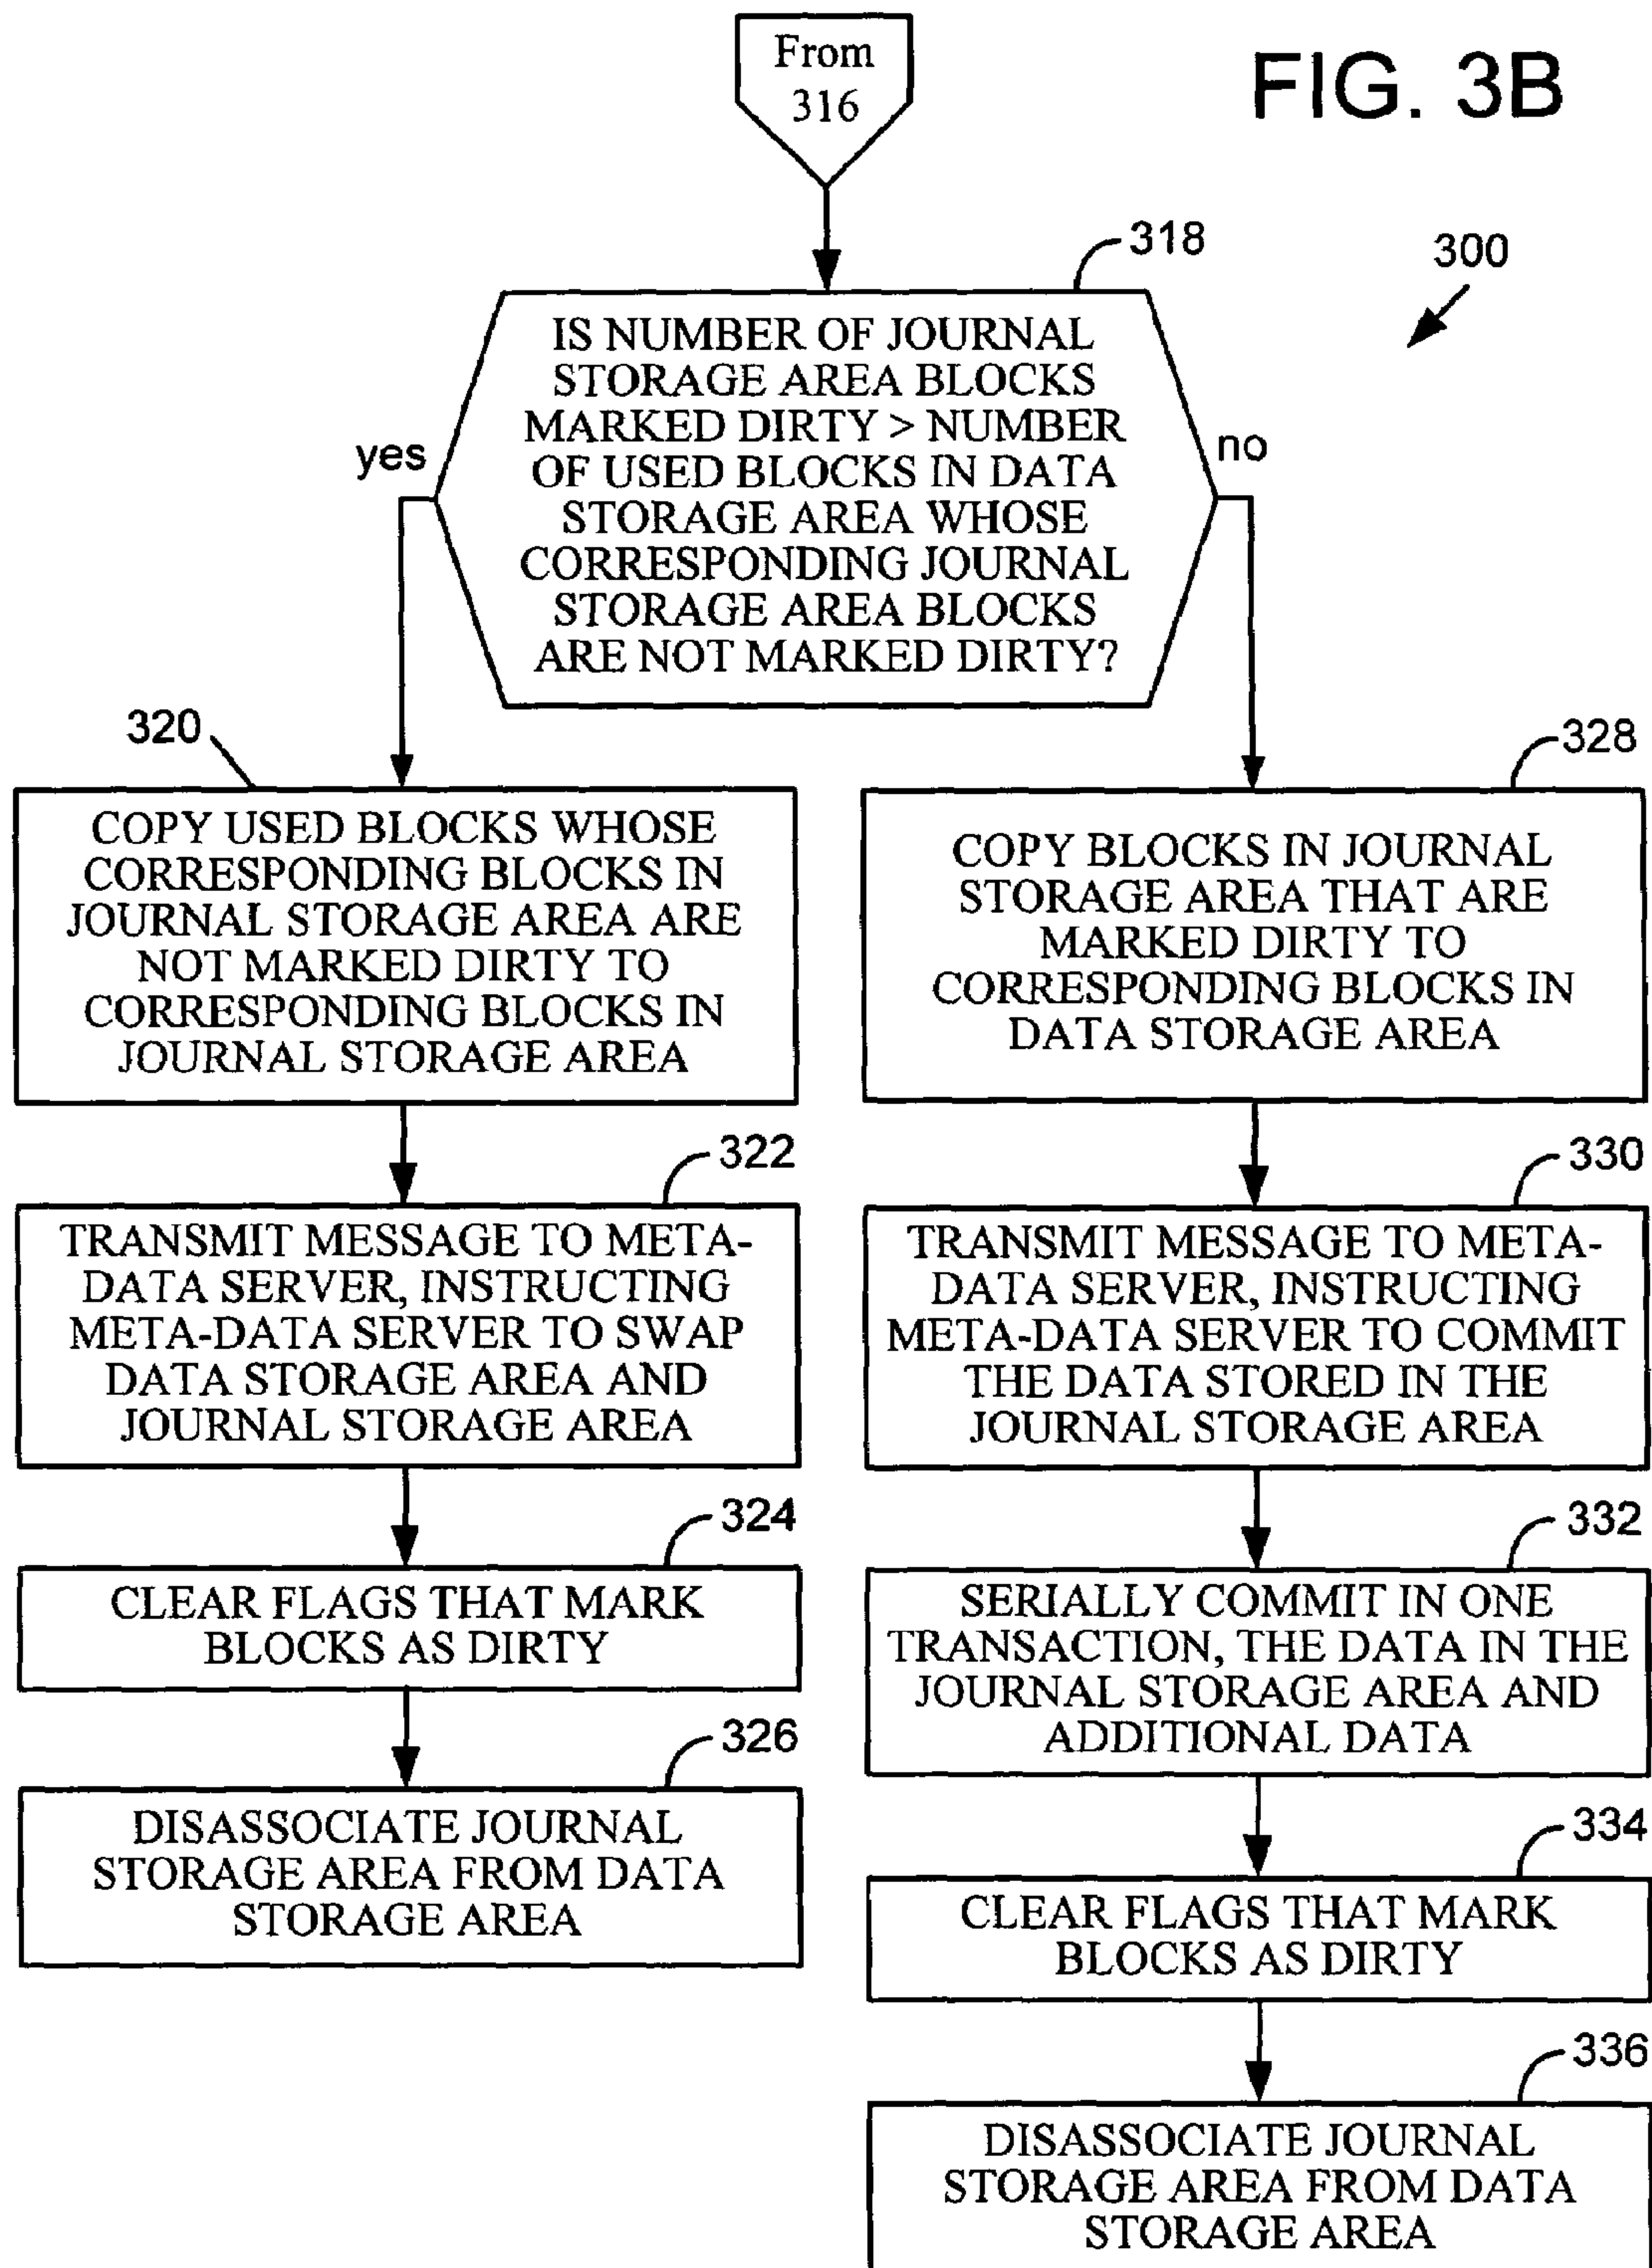 From
316
FIG. 3B
318
300
IS NUMBER OF JOURNAL
STORAGE AREA BLOCKS
MARKED DIRTY > NUMBER
OF USED BLOCKS IN DATA
STORAGE AREA WHOSE
CORRESPONDING JOURNAL
STORAGE AREA BLOCKS
ARE NOT MARKED DIRTY?
yes
no
320
COPY USED BLOCKS WHOSE
CORRESPONDING BLOCKS IN
JOURNAL STORAGE AREA ARE
NOT MARKED DIRTY TO
CORRESPONDING BLOCKS IN
JOURNAL STORAGE AREA
322
TRANSMIT MESSAGE TO META-
DATA SERVER, INSTRUCTING
META-DATA SERVER TO SWAP
DATA STORAGE AREA AND
JOURNAL STORAGE AREA
324
CLEAR FLAGS THAT MARK
BLOCKS AS DIRTY
326
DISASSOCIATE JOURNAL
STORAGE AREA FROM DATA
STORAGE AREA
328
COPY BLOCKS IN JOURNAL
STORAGE AREA THAT ARE
MARKED DIRTY TO
CORRESPONDING BLOCKS IN
DATA STORAGE AREA
330
TRANSMIT MESSAGE TO META-
DATA SERVER, INSTRUCTING
META-DATA SERVER TO COMMIT
THE DATA STORED IN THE
JOURNAL STORAGE AREA
332
SERIALLY COMMIT IN ONE
TRANSACTION, THE DATA IN THE
JOURNAL STORAGE AREA AND
ADDITIONAL DATA
334
CLEAR FLAGS THAT MARK
BLOCKS AS DIRTY
336
DISASSOCIATE JOURNAL
STORAGE AREA FROM DATA
STORAGE AREA